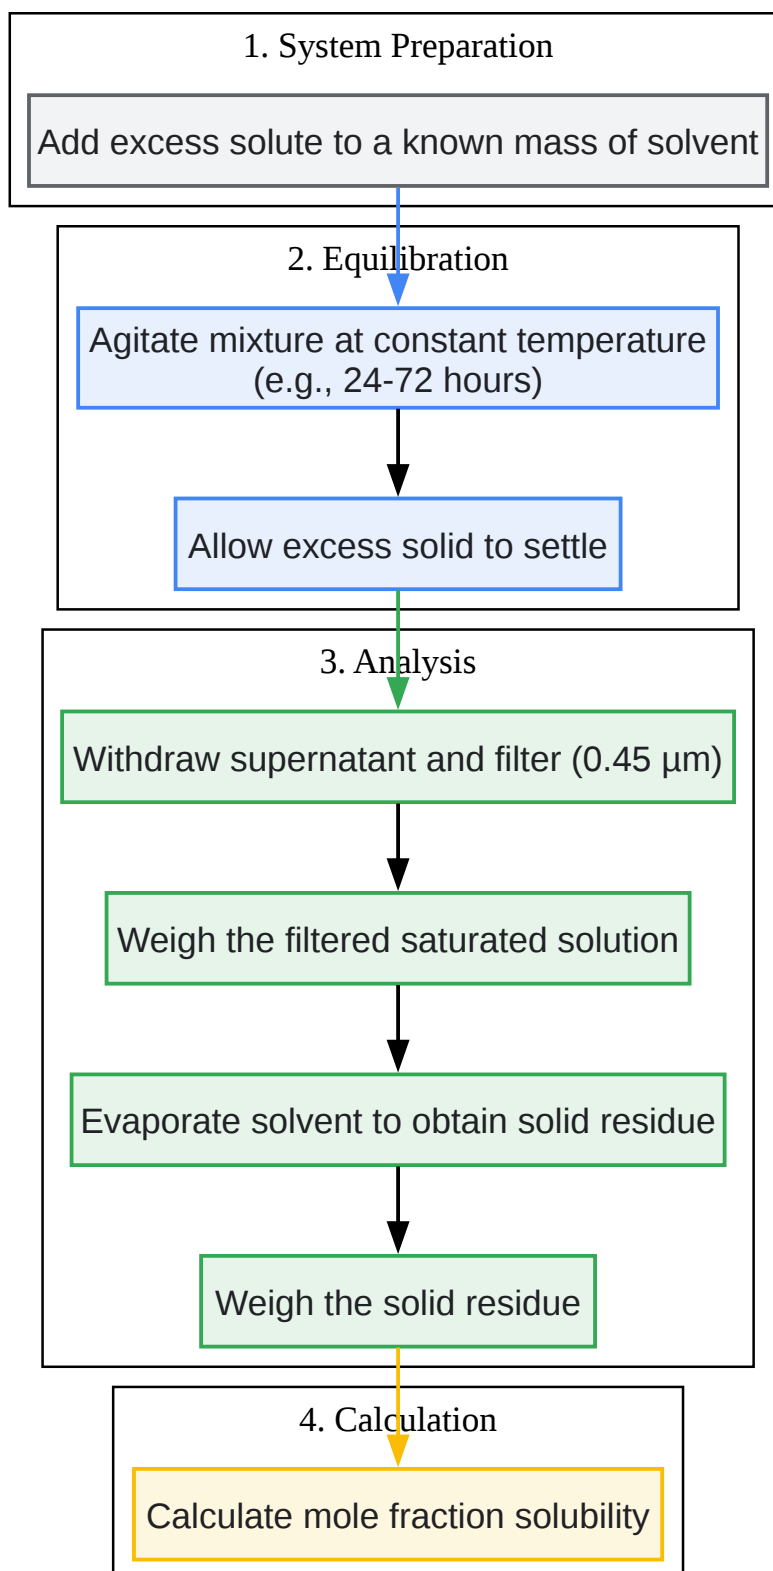 1. System Preparation
Add excess solute to a known mass of solvent
2. Equilibration
Agitate mixture at constant temperature
(e.g., 24-72 hours)
Allow excess solid to settle
3. Analysis
Withdraw supernatant and filter (0.45 µm)
Weigh the filtered saturated solution
Evaporate solvent to obtain solid residue
Weigh the solid residue
4. Calculation
Calculate mole fraction solubility